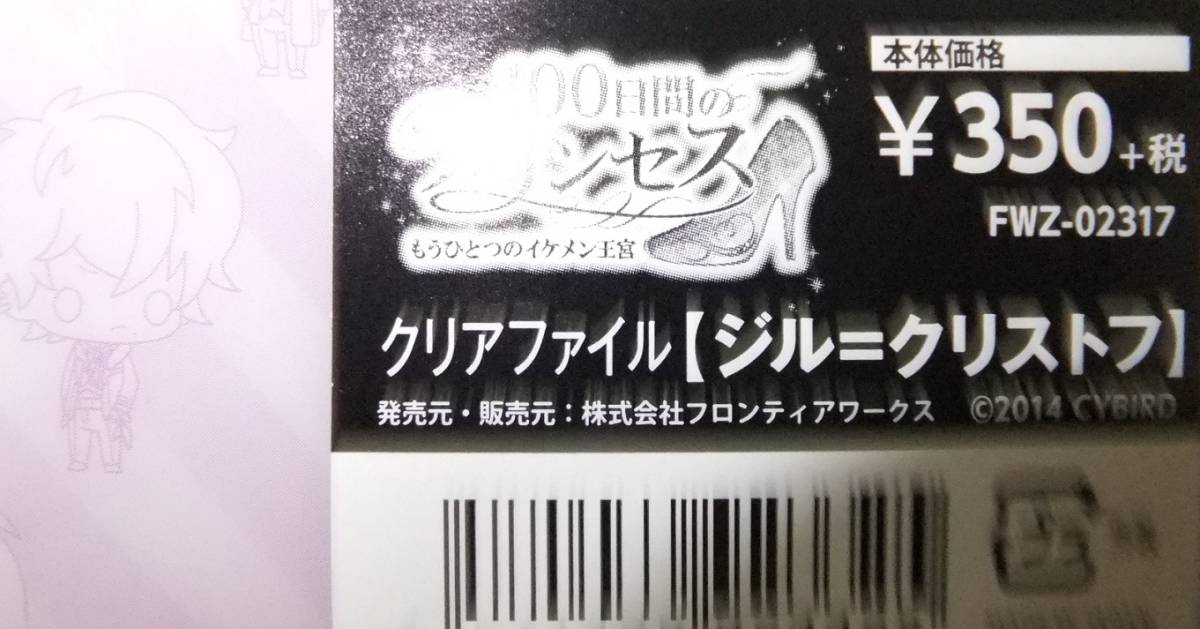 本体価格
¥350+税
FWZ-02317
00日間の
ンセス
もうひとつのイケメン王宮
クリアファイル【ジル=クリストフ】
発売元・販売元：株式会社フロンティアワークス ©2014 CYBIRD
プラ